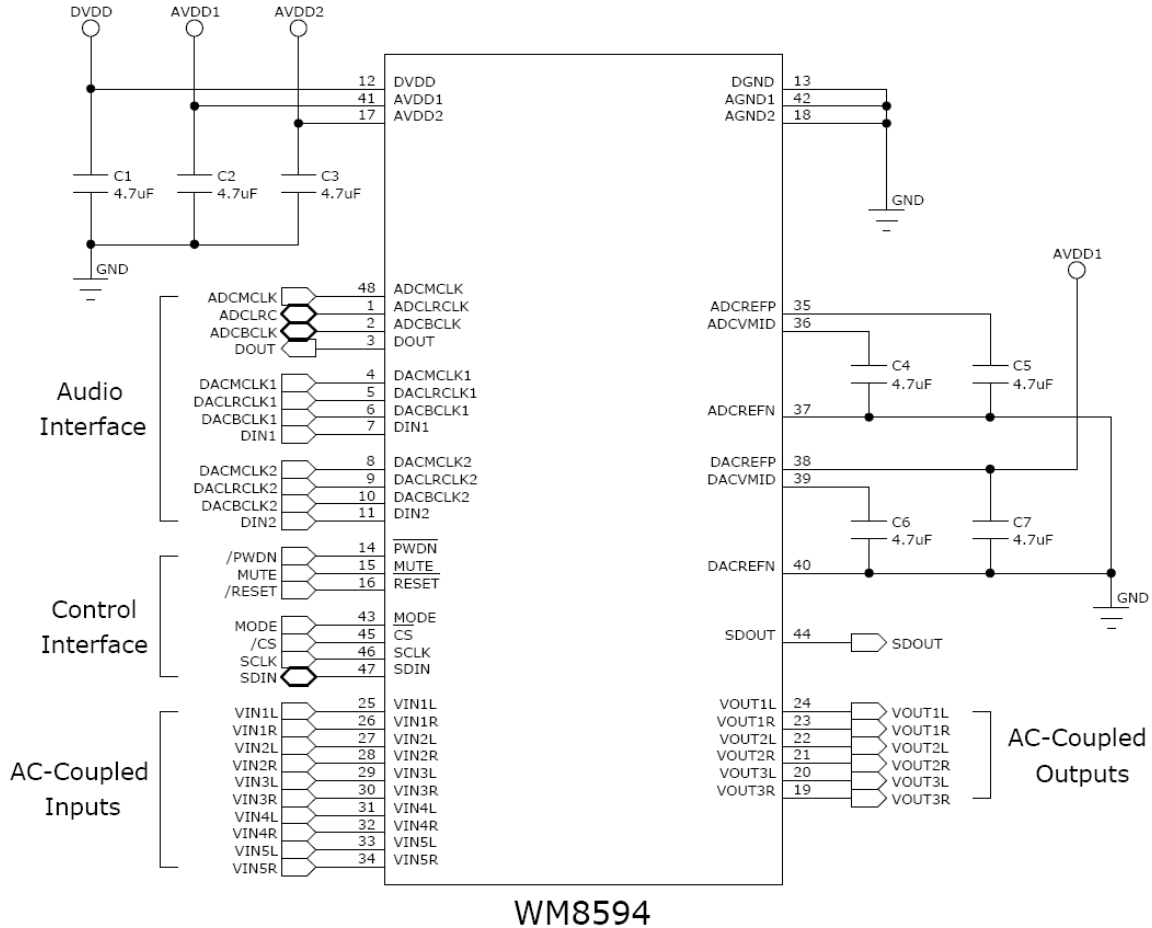 DVDD AVDD1 AVDD2
12 DVDD
41 AVDD1
17 AVDD2
DGND 13
AGND1 42
AGND2 18
C1
4.7uF
C2
4.7uF
C3
4.7uF
GND
GND
AVDD1
ADCMCLK 48 ADCMCLK
ADCLRC 1 ADCLRCLK
ADCBCLK 2 ADCBCLK
DOUT 3 DOUT
Audio
Interface
DACMCLK1 4 DACMCLK1
DACLRCLK1 5 DACLRCLK1
DACBCLK1 6 DACBCLK1
DIN1 7 DIN1
DACMCLK2 8 DACMCLK2
DACLRCLK2 9 DACLRCLK2
DACBCLK2 10 DACBCLK2
DIN2 11 DIN2
ADCREFP 35
ADCVMID 36
C4
4.7uF
C5
4.7uF
ADCREFN 37
DACREFP 38
DACVMID 39
C6
4.7uF
C7
4.7uF
DACREFN 40
GND
Control
Interface
/PWDN 14 PWDN
MUTE 15 MUTE
/RESET 16 RESET
MODE 43 MODE
/CS 45 CS
SCLK 46 SCLK
SDIN 47 SDIN
SDOUT 44 SDOUT
AC-Coupled
Inputs
VIN1L 25 VIN1L
VIN1R 26 VIN1R
VIN2L 27 VIN2L
VIN2R 28 VIN2R
VIN3L 29 VIN3L
VIN3R 30 VIN3R
VIN4L 31 VIN4L
VIN4R 32 VIN4R
VIN5L 33 VIN5L
VIN5R 34 VIN5R
VOUT1L 24 VOUT1L
VOUT1R 23 VOUT1R
VOUT2L 22 VOUT2L
VOUT2R 21 VOUT2R
VOUT3L 20 VOUT3L
VOUT3R 19 VOUT3R
AC-Coupled
Outputs
WM8594